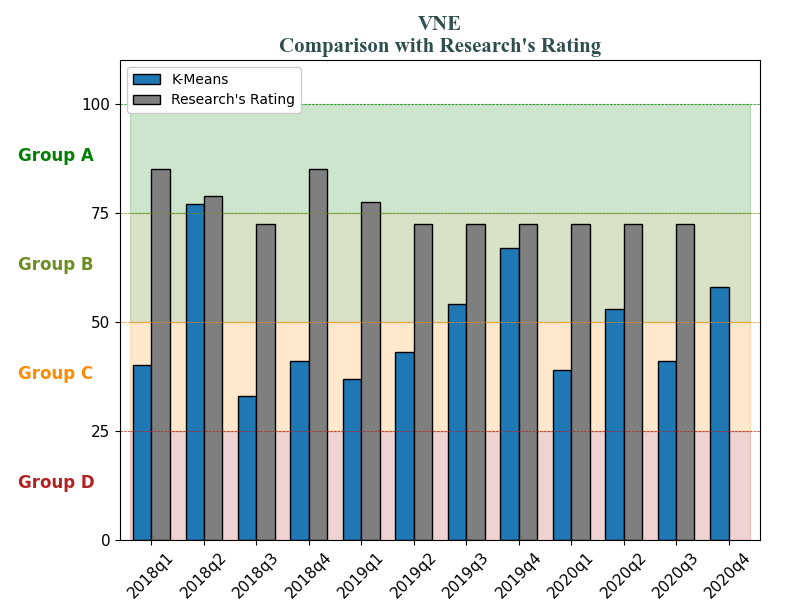 VNE
Comparison with Research's Rating
K-Means
Research's Rating
100
Group A
75
Group B
50
Group C
25
Group D
0
2018q1
2018q2
2018q3
2018q4
2019q1
2019q2
2019q3
2019q4
2020q1
2020q2
2020q3
2020q4